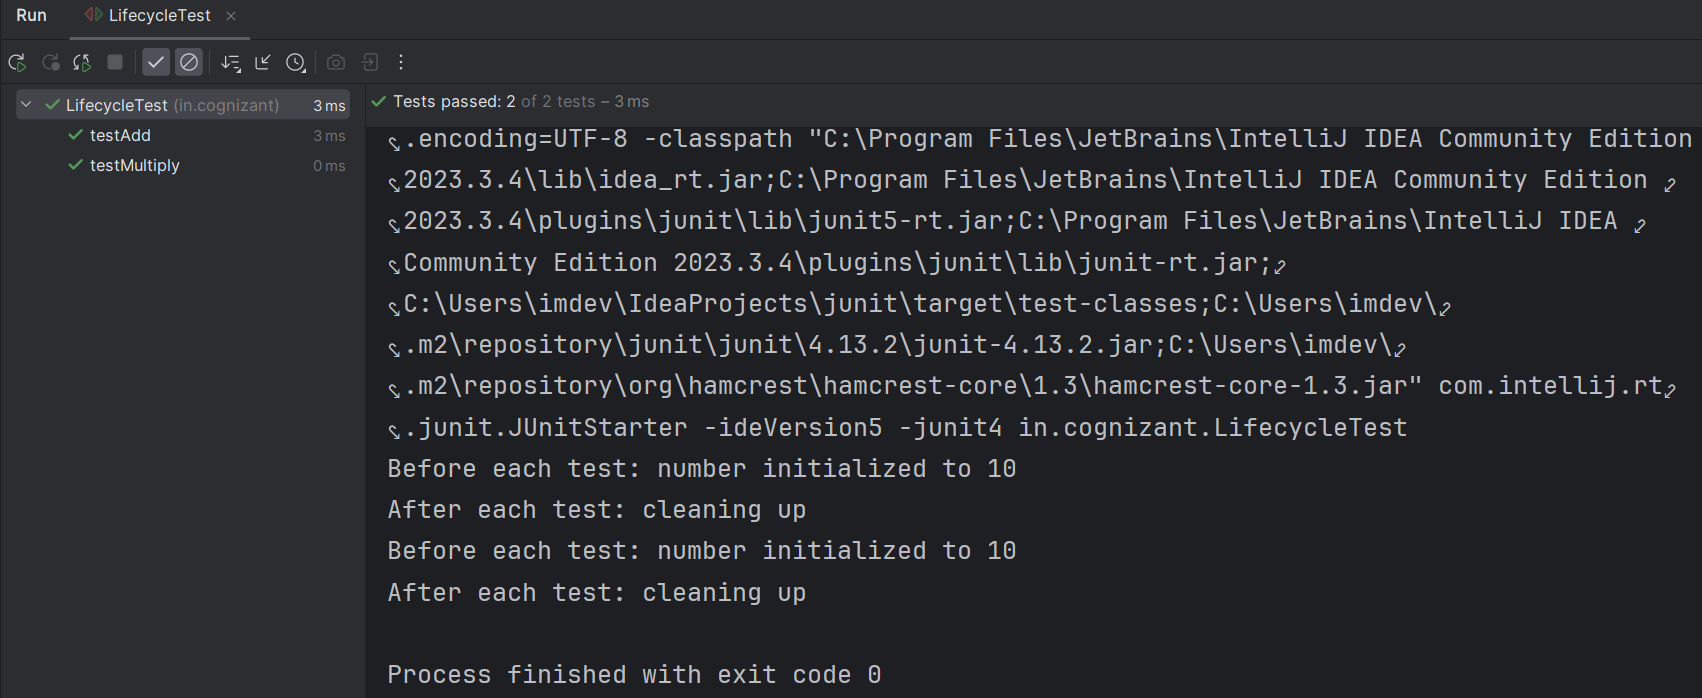 Run LifecycleTest
LifecycleTest (in.cognizant) 3 ms
testAdd 3 ms
testMultiply 0 ms
Tests passed: 2 of 2 tests – 3 ms
.encoding=UTF-8 -classpath "C:\Program Files\JetBrains\IntelliJ IDEA Community Edition
2023.3.4\lib\idea_rt.jar;C:\Program Files\JetBrains\IntelliJ IDEA Community Edition
2023.3.4\plugins\junit\lib\junit5-rt.jar;C:\Program Files\JetBrains\IntelliJ IDEA
Community Edition 2023.3.4\plugins\junit\lib\junit-rt.jar;
C:\Users\imdev\IdeaProjects\junit\target\test-classes;C:\Users\imdev\
.m2\repository\junit\junit\4.13.2\junit-4.13.2.jar;C:\Users\imdev\
.m2\repository\org\hamcrest\hamcrest-core\1.3\hamcrest-core-1.3.jar" com.intellij.rt
.junit.JUnitStarter -ideVersion5 -junit4 in.cognizant.LifecycleTest
Before each test: number initialized to 10
After each test: cleaning up
Before each test: number initialized to 10
After each test: cleaning up
Process finished with exit code 0